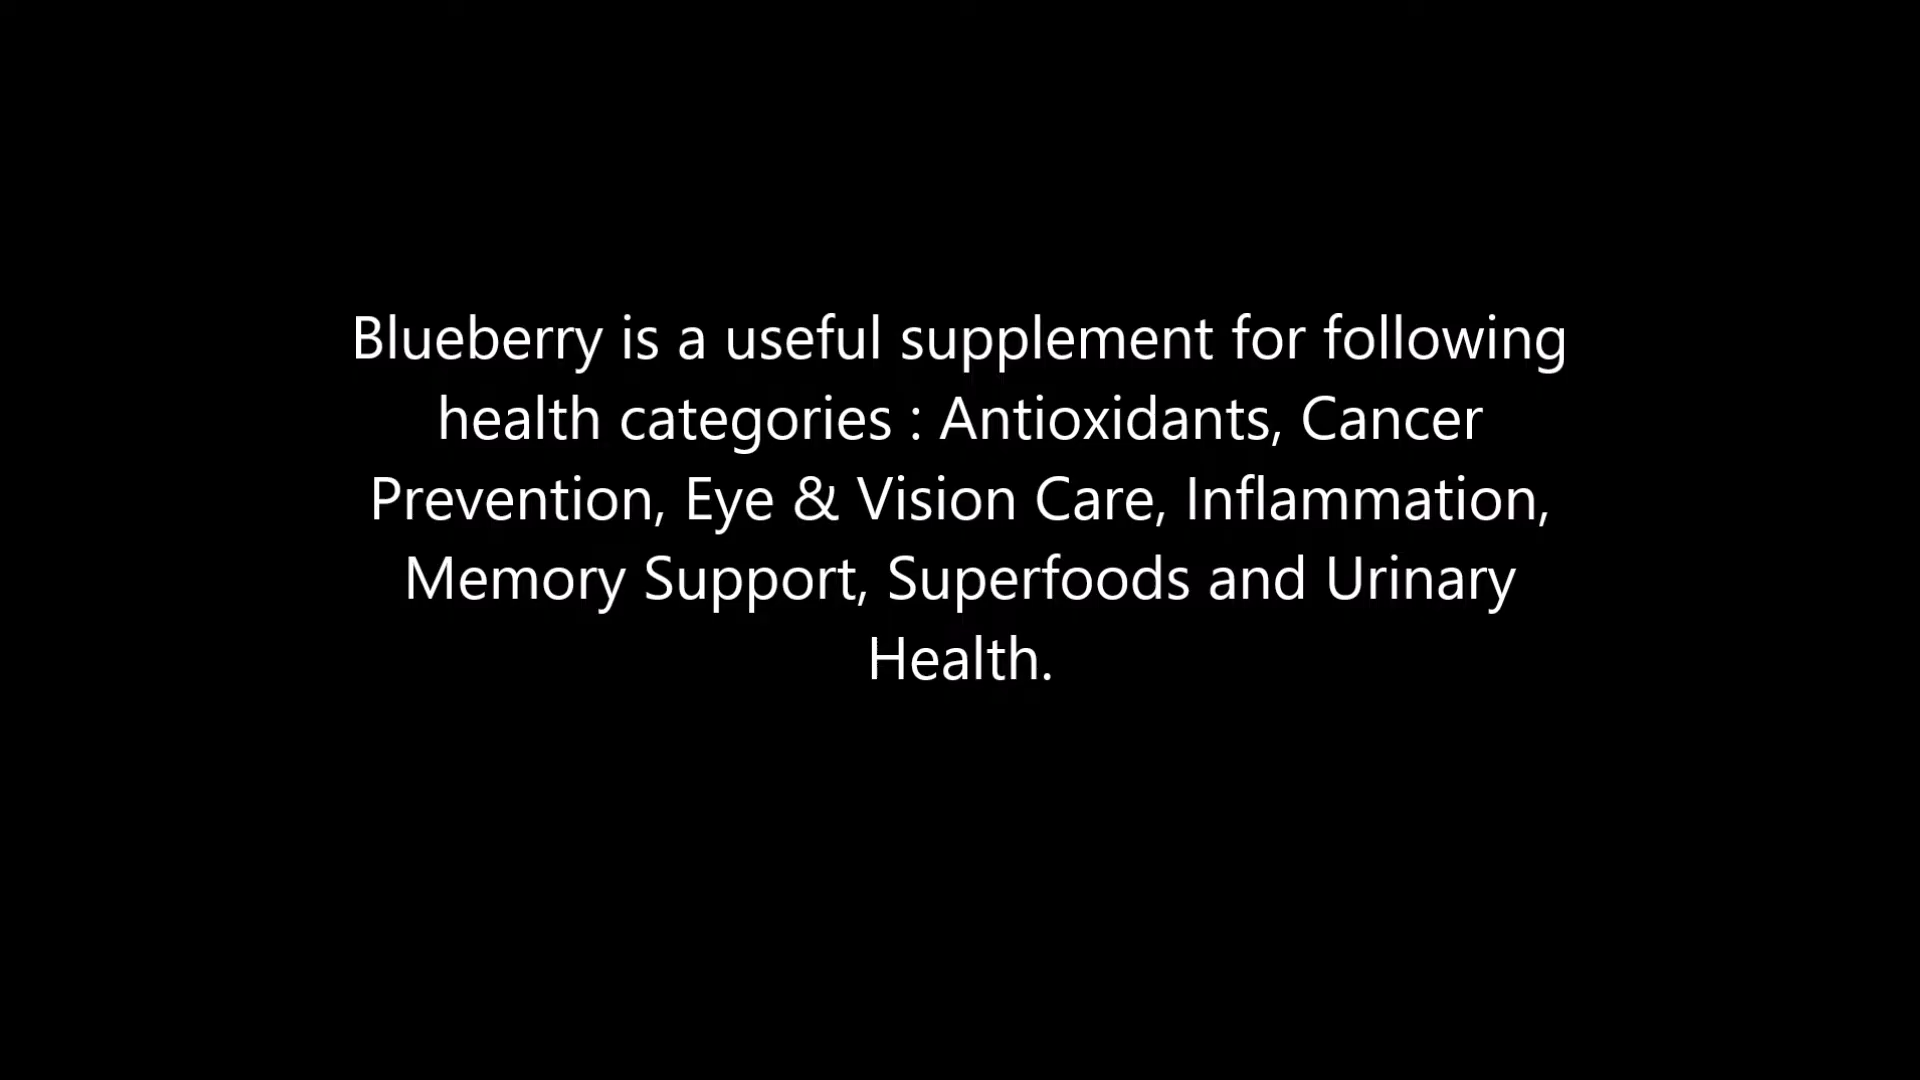 Blueberry is a useful supplement for following
health categories : Antioxidants, Cancer
Prevention, Eye & Vision Care, Inflammation,
Memory Support, Superfoods and Urinary
Health.